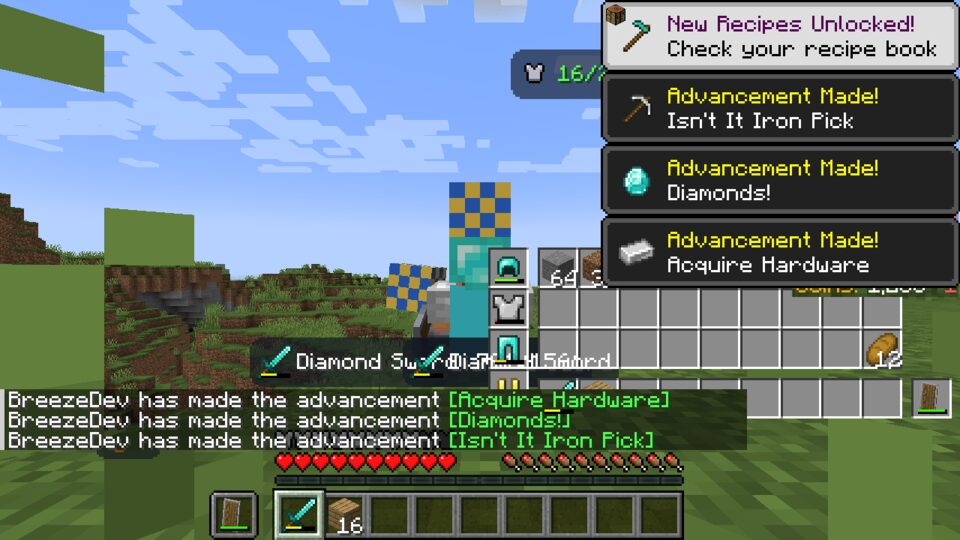 New Recipes Unlocked!
Check your recipe book
16/
Advancement Made!
Isn't It Iron Pick
Advancement Made!
Diamonds!
Advancement Made!
Acquire Hardware
64
12
Diamond
BreezeDev has made the advancement [Acquire Hardware]
BreezeDev has made the advancement [Diamonds!]
BreezeDev has made the advancement [Isn't It Iron Pick]
16